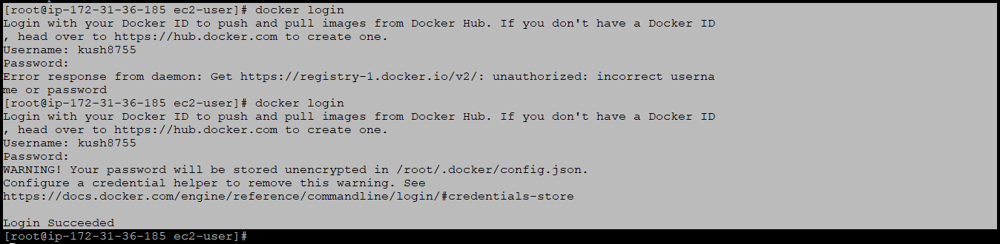 [root@ip-172-31-36-185 ec2-user]# docker login
Login with your Docker ID to push and pull images from Docker Hub. If you don't have a Docker ID
, head over to https://hub.docker.com to create one.
Username: kush8755
Password:
Error response from daemon: Get https://registry-1.docker.io/v2/: unauthorized: incorrect userna
me or password
[root@ip-172-31-36-185 ec2-user]# docker login
Login with your Docker ID to push and pull images from Docker Hub. If you don't have a Docker ID
, head over to https://hub.docker.com to create one.
Username: kush8755
Password:
WARNING! Your password will be stored unencrypted in /root/.docker/config.json.
Configure a credential helper to remove this warning. See
https://docs.docker.com/engine/reference/commandline/login/#credentials-store

Login Succeeded
[root@ip-172-31-36-185 ec2-user]#